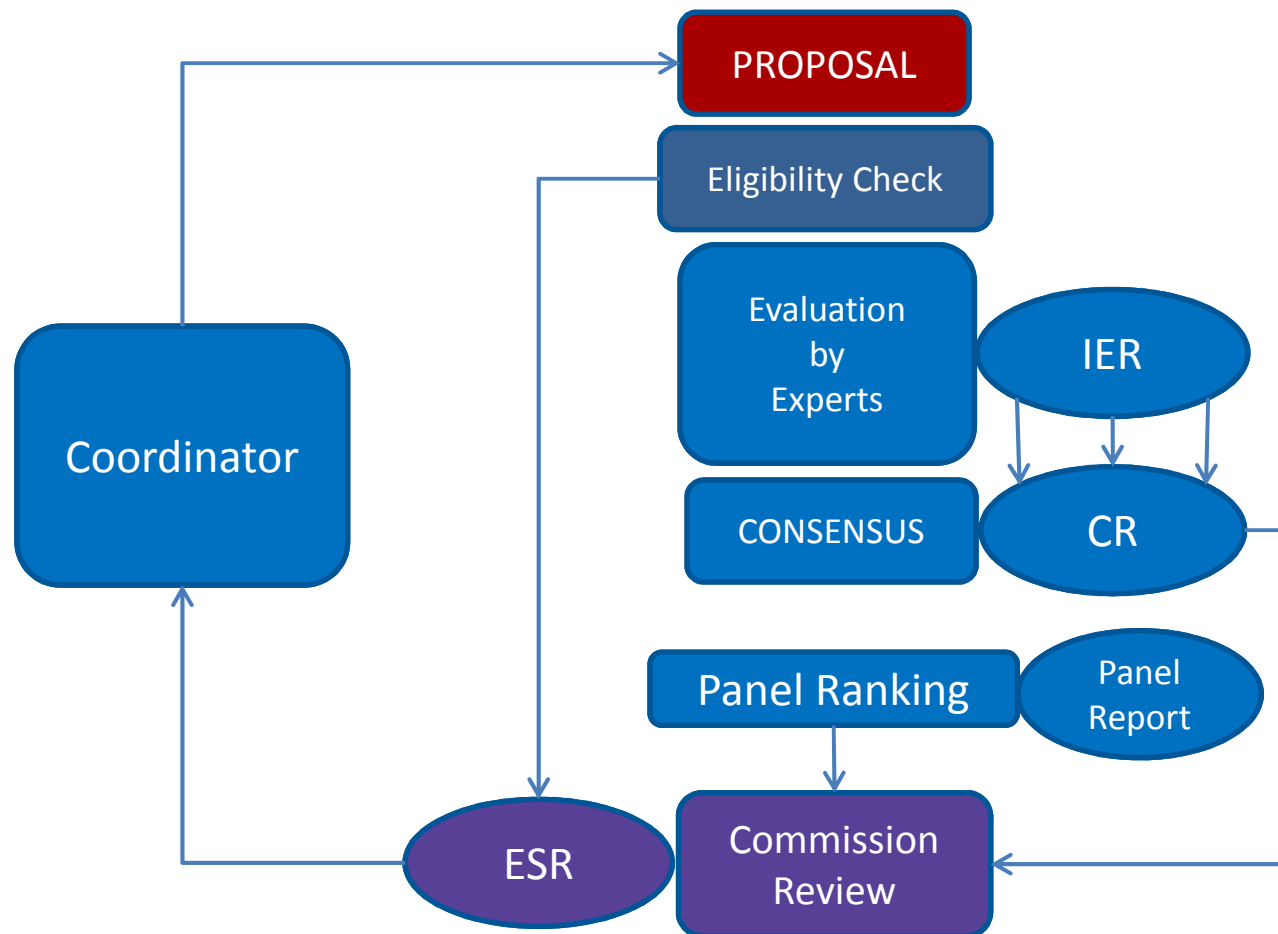 PROPOSAL
Eligibility Check
Evaluation
by
Experts
IER
Coordinator
CONSENSUS
CR
Panel Ranking
Panel
Report
ESR
Commission
Review